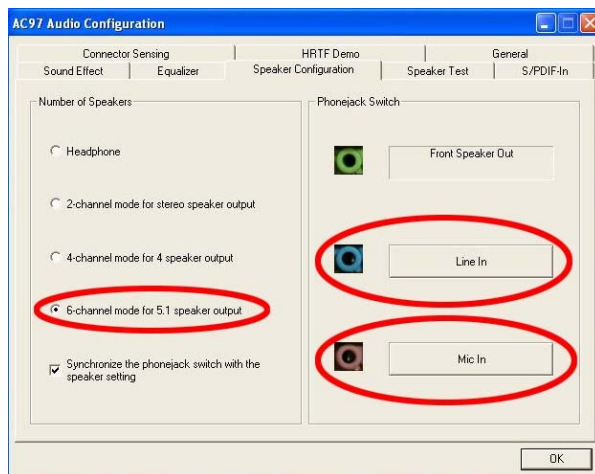 AC97 Audio Configuration
Connector Sensing
HRTF Demo
General
Sound Effect
Equalizer
Speaker Configuration
Speaker Test
S/PDIF-In
Number of Speakers
Headphone
2-channel mode for stereo speaker output
4-channel mode for 4 speaker output
6-channel mode for 5.1 speaker output
Synchronize the phonejack switch with the
speaker setting
Phonejack Switch
Front Speaker Out
Line In
Mic In
OK